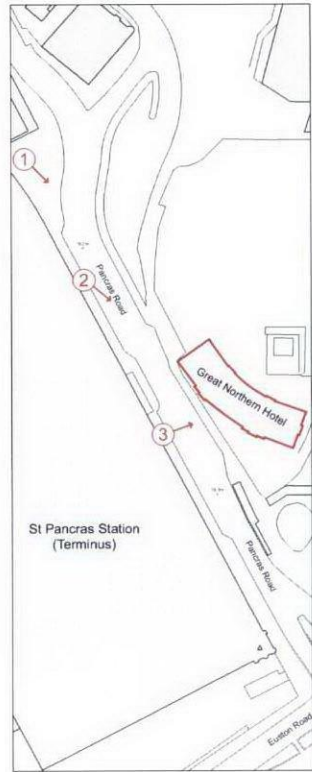 1
Pancras Road
2
Great Northern Hotel
3
St Pancras Station
(Terminus)
Pancras Road
Euston Road